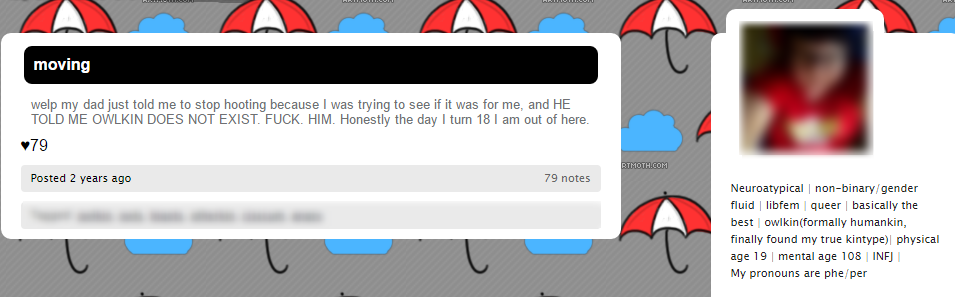 ARTMOTH.COM
moving
welp my dad just told me to stop hooting because I was trying to see if it was for me, and HE
TOLD ME OWLKIN DOES NOT EXIST. FUCK. HIM. Honestly the day I turn 18 I am out of here.
♥79
Posted 2 years ago
79 notes
ARTMOTH.COM
Neuroatypical | non-binary/gender
fluid | libfem | queer | basically the
best | owlkin(formally humankin,
finally found my true kintype)| physical
age 19 | mental age 108 | INFJ |
My pronouns are phe/per